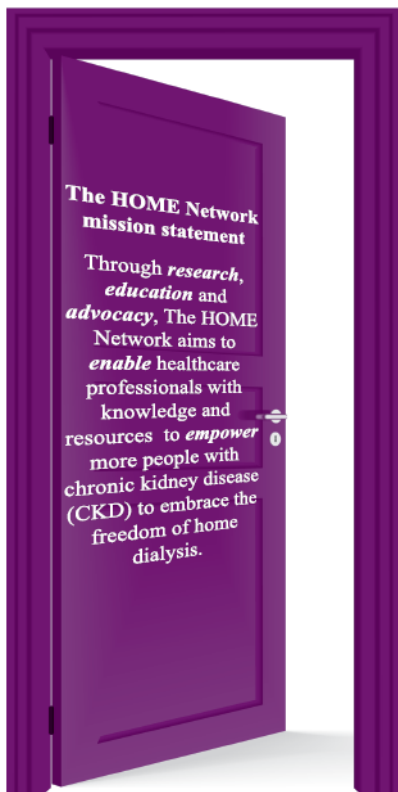 The HOME Network
mission statement
Through research,
education and
advocacy, The HOME
Network aims to
enable healthcare
professionals with
knowledge and
resources to empower
more people with
chronic kidney disease
(CKD) to embrace the
freedom of home
dialysis.